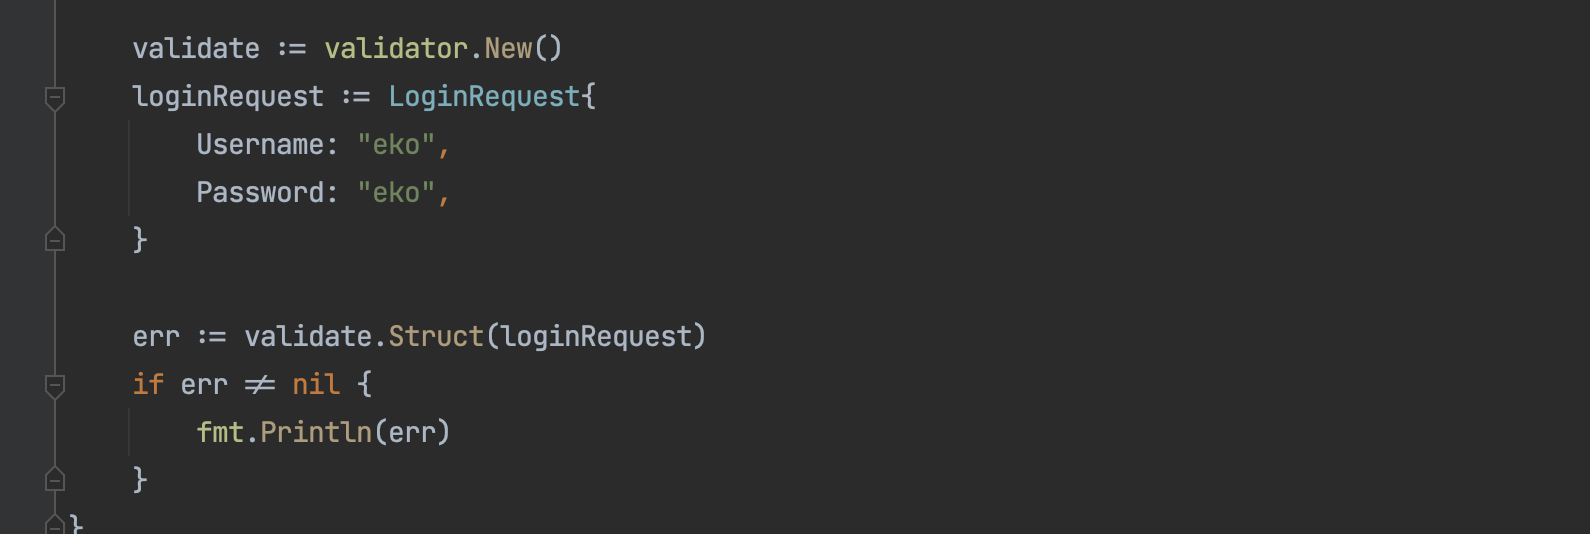 validate := validator.New()
loginRequest := LoginRequest{
Username: "eko",
Password: "eko",
}
err := validate.Struct(loginRequest)
if err != nil {
fmt.Println(err)
}
}